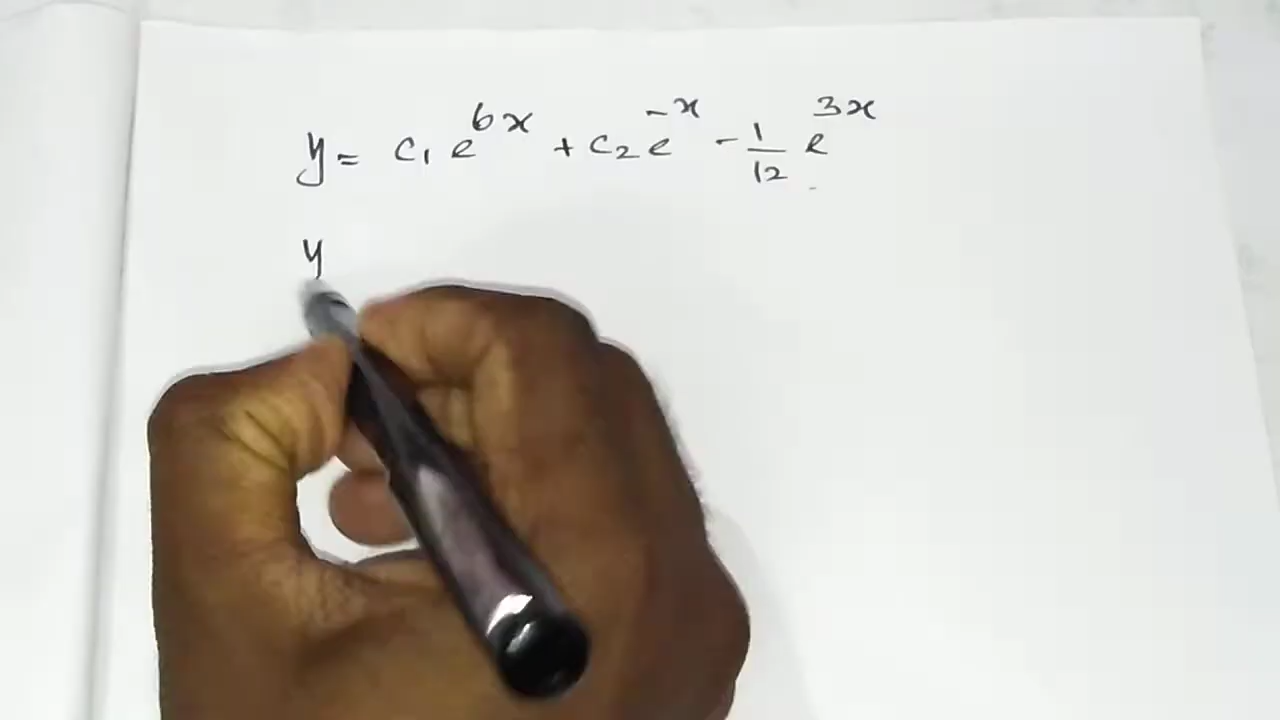 y = c₁ e^{6x} + c₂ e^{-x} - 1/12 e^{3x}
y